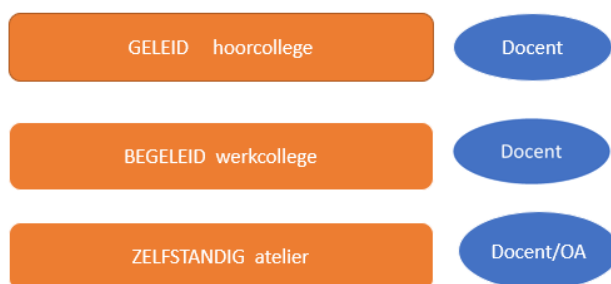 GELEID hoorcollege Docent
BEGELEID werkcollege Docent
ZELFSTANDIG atelier Docent/OA